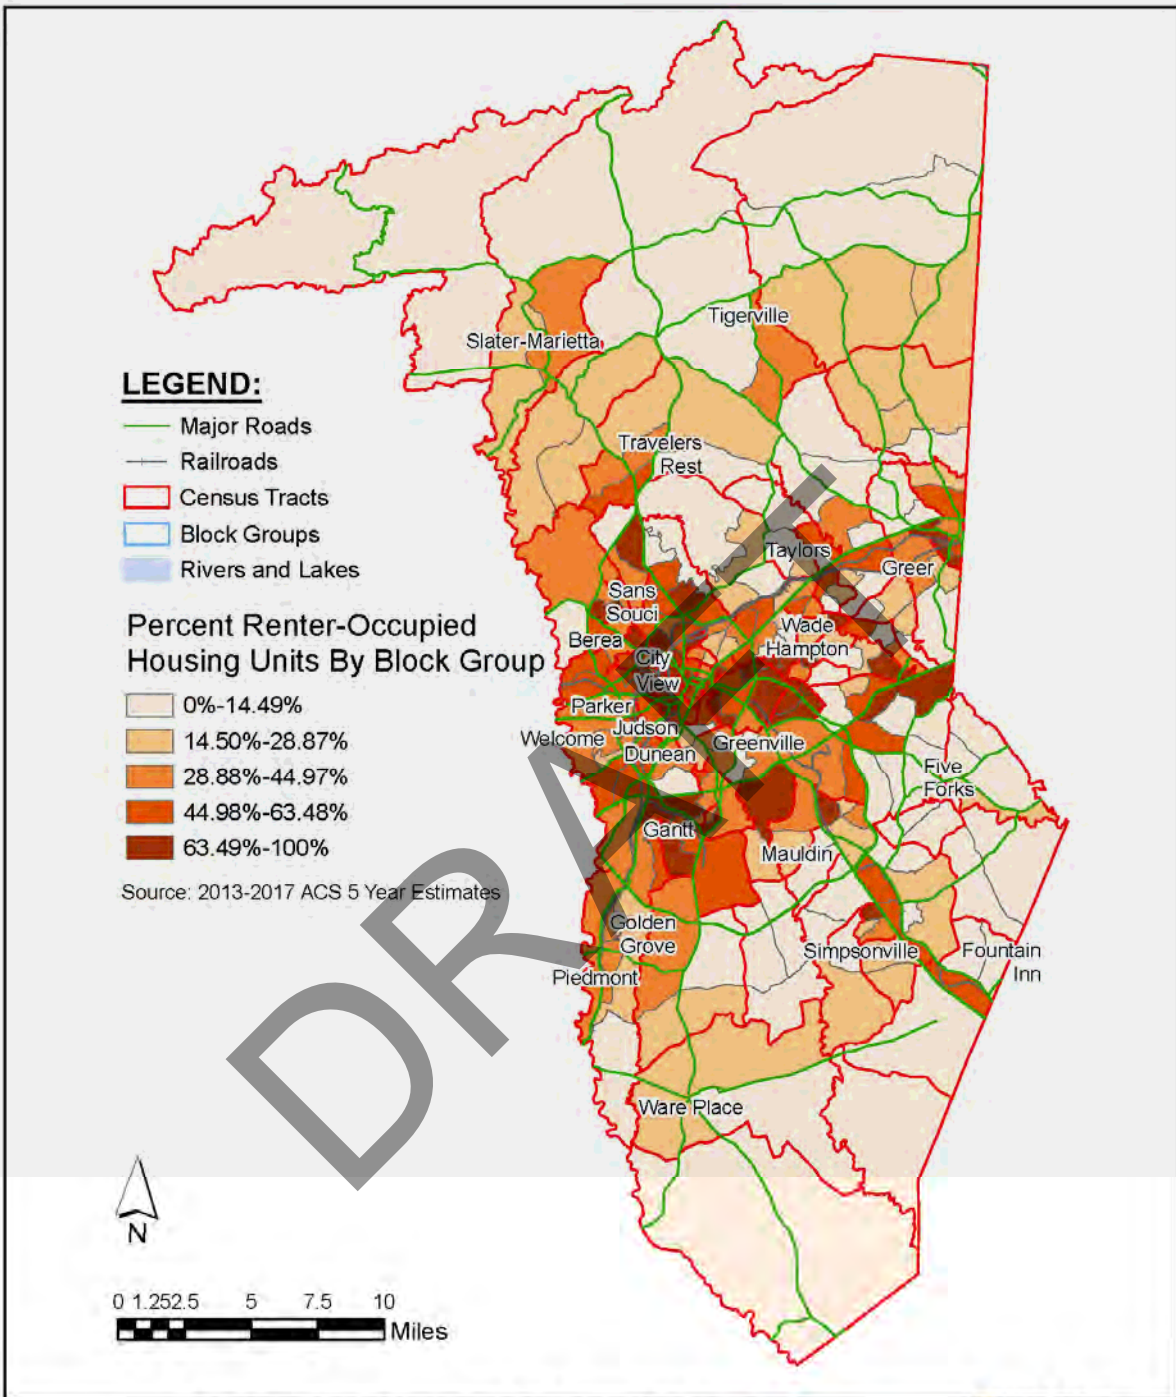 Tigerville
Slater-Marietta
LEGEND:
Major Roads
Railroads
Census Tracts
Block Groups
Rivers and Lakes
Travelers
Rest
Taylors
Greer
Sans
Souci
Wade
Hampton
Berea
City
View
Parker
Judson
Welcome
Dunean
Greenville
Five
Forks
Gantt
Mauldin
Golden
Grove
Simpsonville
Fountain
Inn
Piedmont
Ware Place
Percent Renter-Occupied
Housing Units By Block Group
0%-14.49%
14.50%-28.87%
28.88%-44.97%
44.98%-63.48%
63.49%-100%
Source: 2013-2017 ACS 5 Year Estimates
DRAFT
N
0 1.252.5 5 7.5 10
Miles